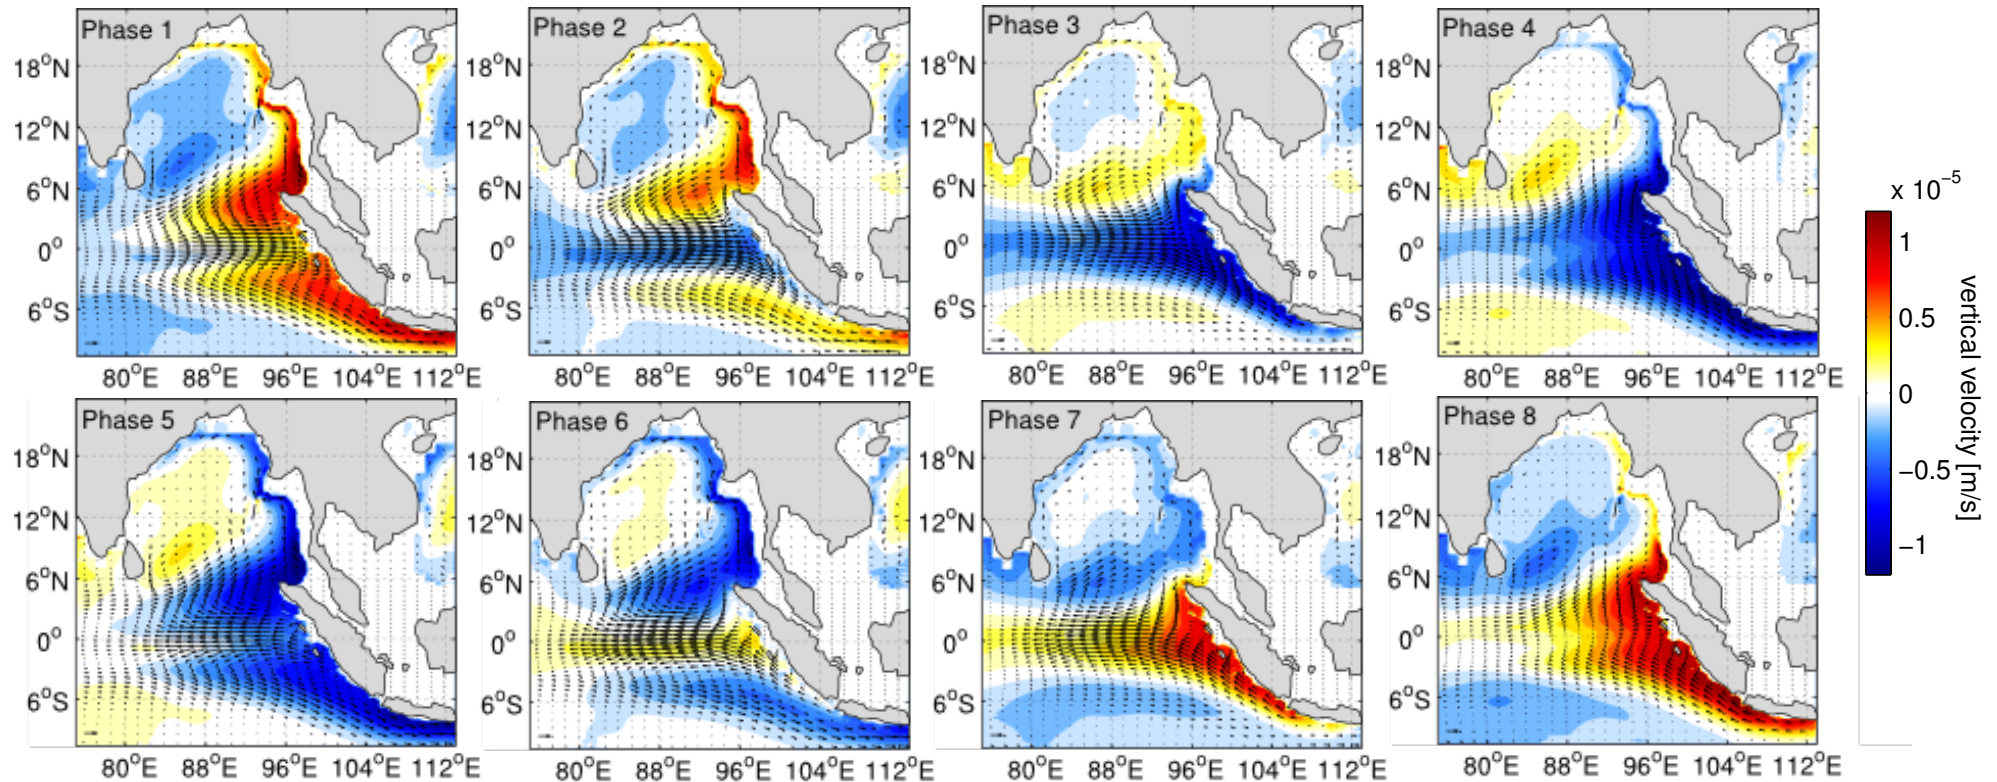 Phase 1 Phase 2 Phase 3 Phase 4
18°N 18°N 18°N 18°N
12°N 12°N 12°N 12°N
6°N 6°N 6°N 6°N
0° 0° 0° 0°
6°S 6°S 6°S 6°S
80°E 88°E 96°E 104°E 112°E 80°E 88°E 96°E 104°E 112°E 80°E 88°E 96°E 104°E 112°E 80°E 88°E 96°E 104°E 112°E
Phase 5 Phase 6 Phase 7 Phase 8
18°N 18°N 18°N 18°N
12°N 12°N 12°N 12°N
6°N 6°N 6°N 6°N
0° 0° 0° 0°
6°S 6°S 6°S 6°S
80°E 88°E 96°E 104°E 112°E 80°E 88°E 96°E 104°E 112°E 80°E 88°E 96°E 104°E 112°E 80°E 88°E 96°E 104°E 112°E
x 10⁻⁵
1
0.5
0
−0.5
−1
vertical velocity [m/s]